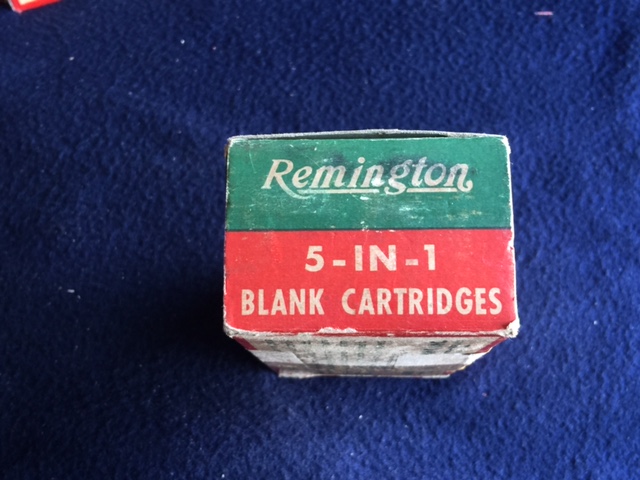 Remington
5-IN-1
BLANK CARTRIDGES